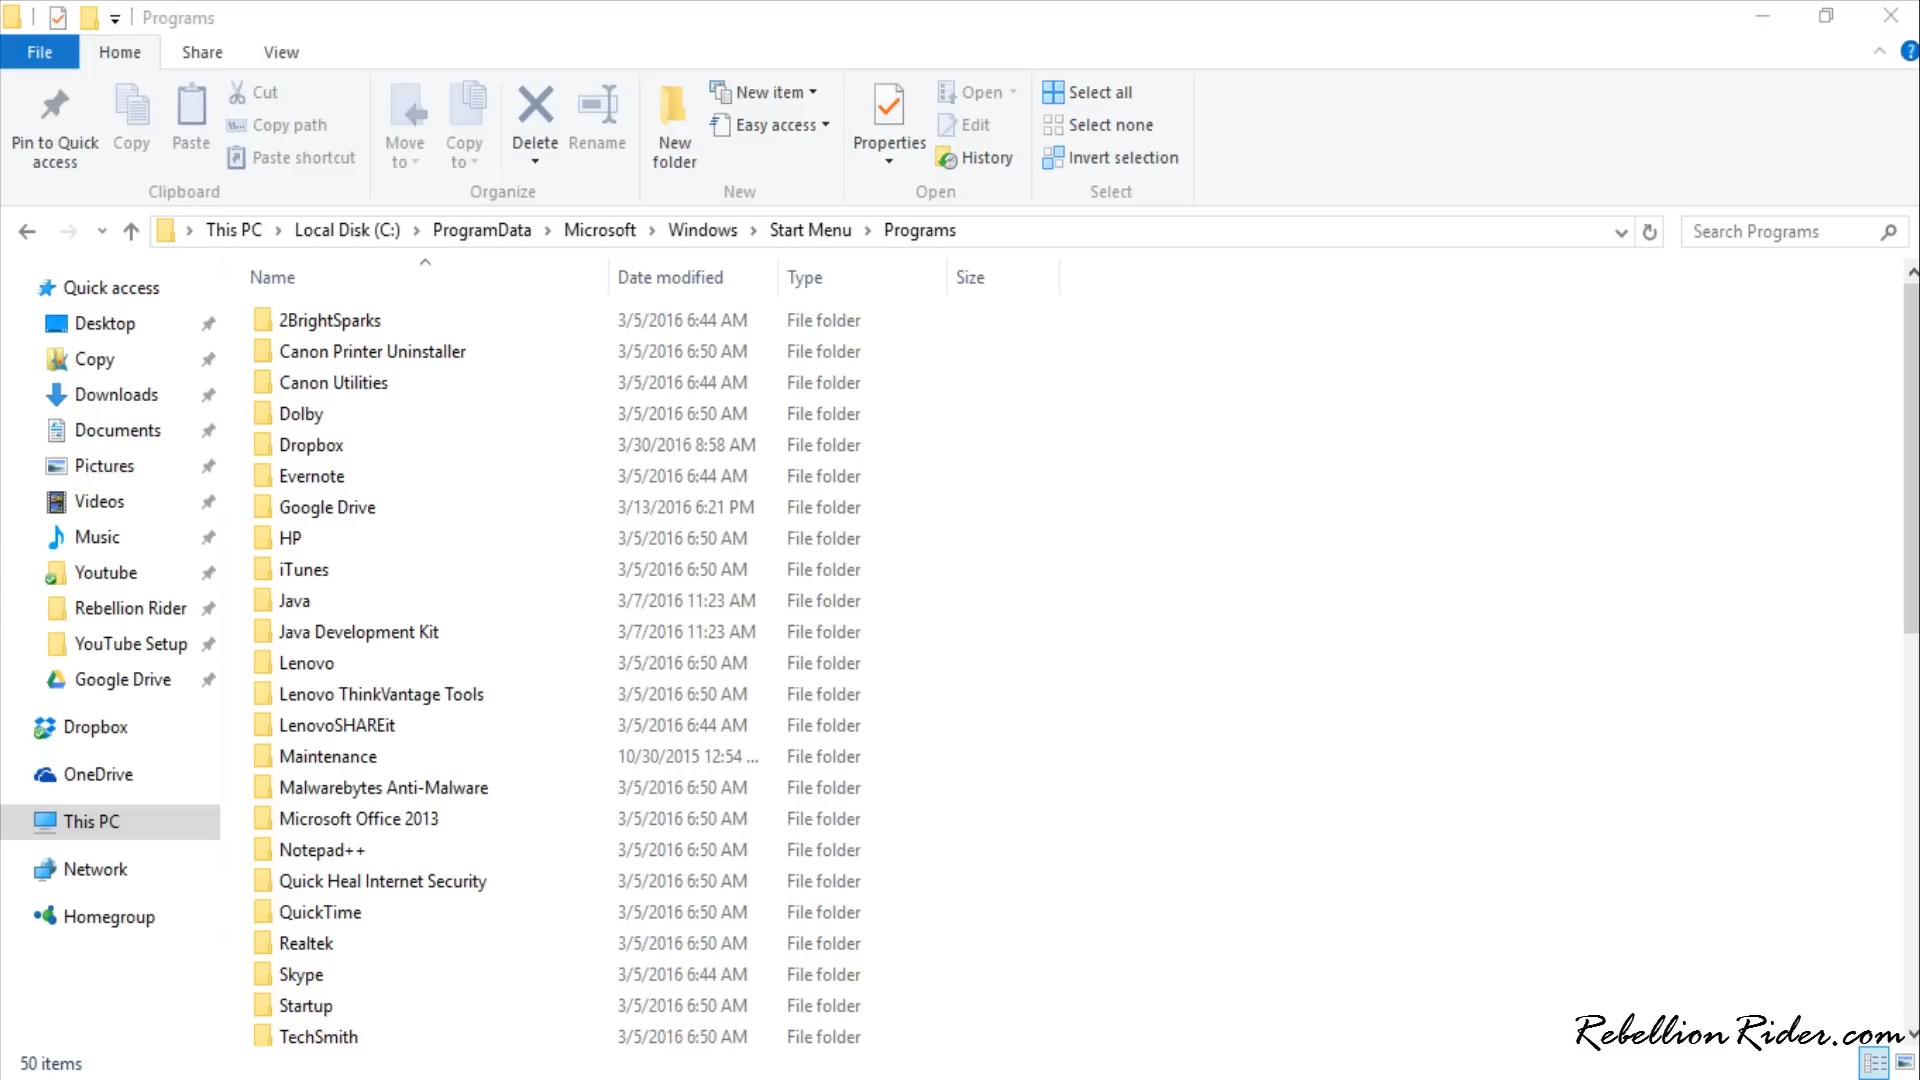 Programs
File Home Share View
Pin to Quick access
Copy
Paste
Cut
Copy path
Paste shortcut
Clipboard
Move to
Copy to
Delete
Rename
Organize
New folder
New item
Easy access
New
Properties
Open
Edit
History
Open
Select all
Select none
Invert selection
Select
This PC > Local Disk (C:) > ProgramData > Microsoft > Windows > Start Menu > Programs
Search Programs
Quick access
Desktop
Copy
Downloads
Documents
Pictures
Videos
Music
Youtube
Rebellion Rider
YouTube Setup
Google Drive
Dropbox
OneDrive
This PC
Network
Homegroup
Name Date modified Type Size
2BrightSparks 3/5/2016 6:44 AM File folder
Canon Printer Uninstaller 3/5/2016 6:50 AM File folder
Canon Utilities 3/5/2016 6:44 AM File folder
Dolby 3/5/2016 6:50 AM File folder
Dropbox 3/30/2016 8:58 AM File folder
Evernote 3/5/2016 6:44 AM File folder
Google Drive 3/13/2016 6:21 PM File folder
HP 3/5/2016 6:50 AM File folder
iTunes 3/5/2016 6:50 AM File folder
Java 3/7/2016 11:23 AM File folder
Java Development Kit 3/7/2016 11:23 AM File folder
Lenovo 3/5/2016 6:50 AM File folder
Lenovo ThinkVantage Tools 3/5/2016 6:50 AM File folder
LenovoSHAREit 3/5/2016 6:44 AM File folder
Maintenance 10/30/2015 12:54 ... File folder
Malwarebytes Anti-Malware 3/5/2016 6:50 AM File folder
Microsoft Office 2013 3/5/2016 6:50 AM File folder
Notepad++ 3/5/2016 6:50 AM File folder
Quick Heal Internet Security 3/5/2016 6:50 AM File folder
QuickTime 3/5/2016 6:50 AM File folder
Realtek 3/5/2016 6:50 AM File folder
Skype 3/5/2016 6:44 AM File folder
Startup 3/5/2016 6:50 AM File folder
TechSmith 3/5/2016 6:50 AM File folder
Rebellion Rider.com
50 items